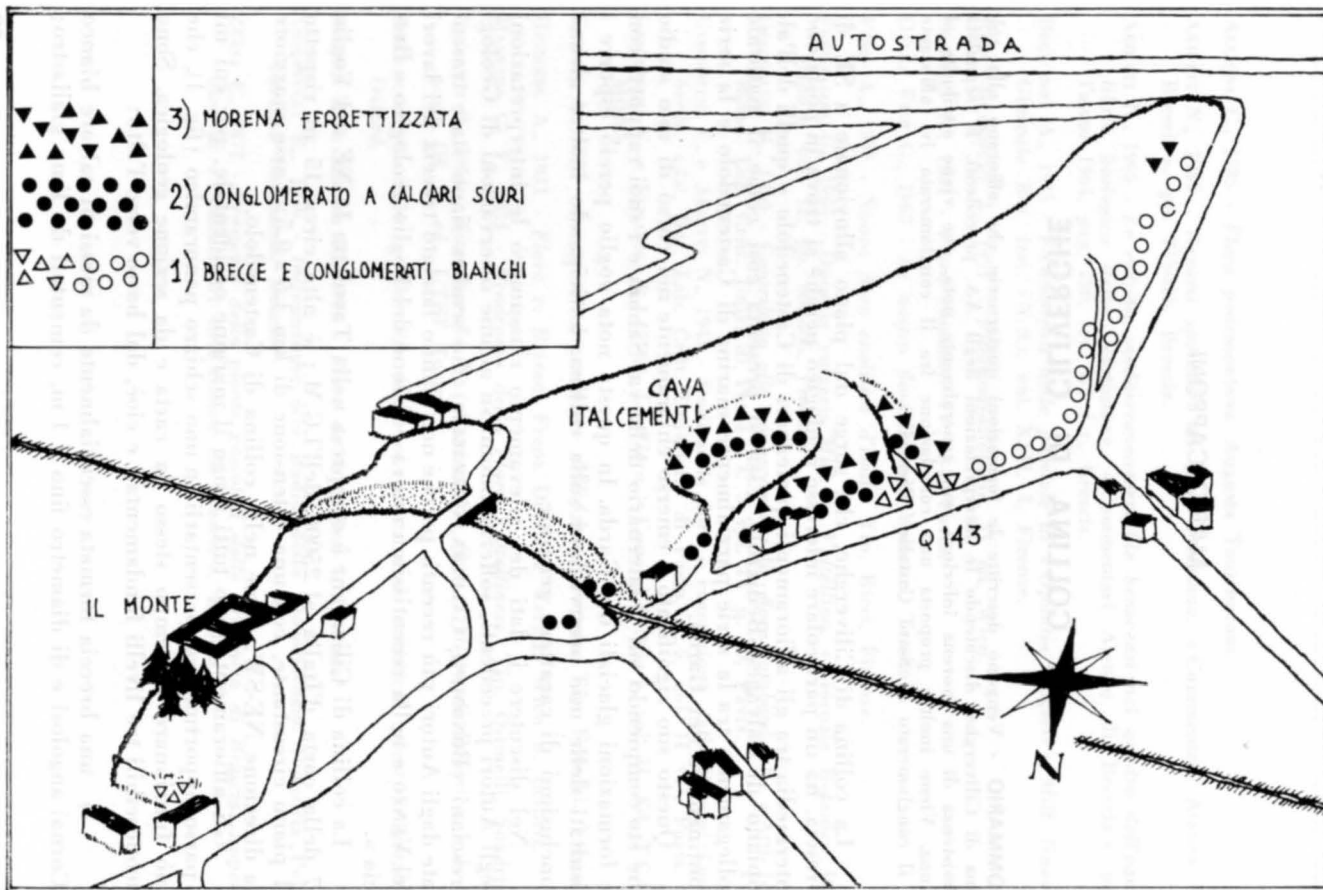 AUTOSTRADA
3) MORENA FERRETTIZZATA
2) CONGLOMERATO A CALCARI SCURI
1) BRECCE E CONGLOMERATI BIANCHI
CAVA
ITALCEMENTI
Q 143
IL MONTE
N